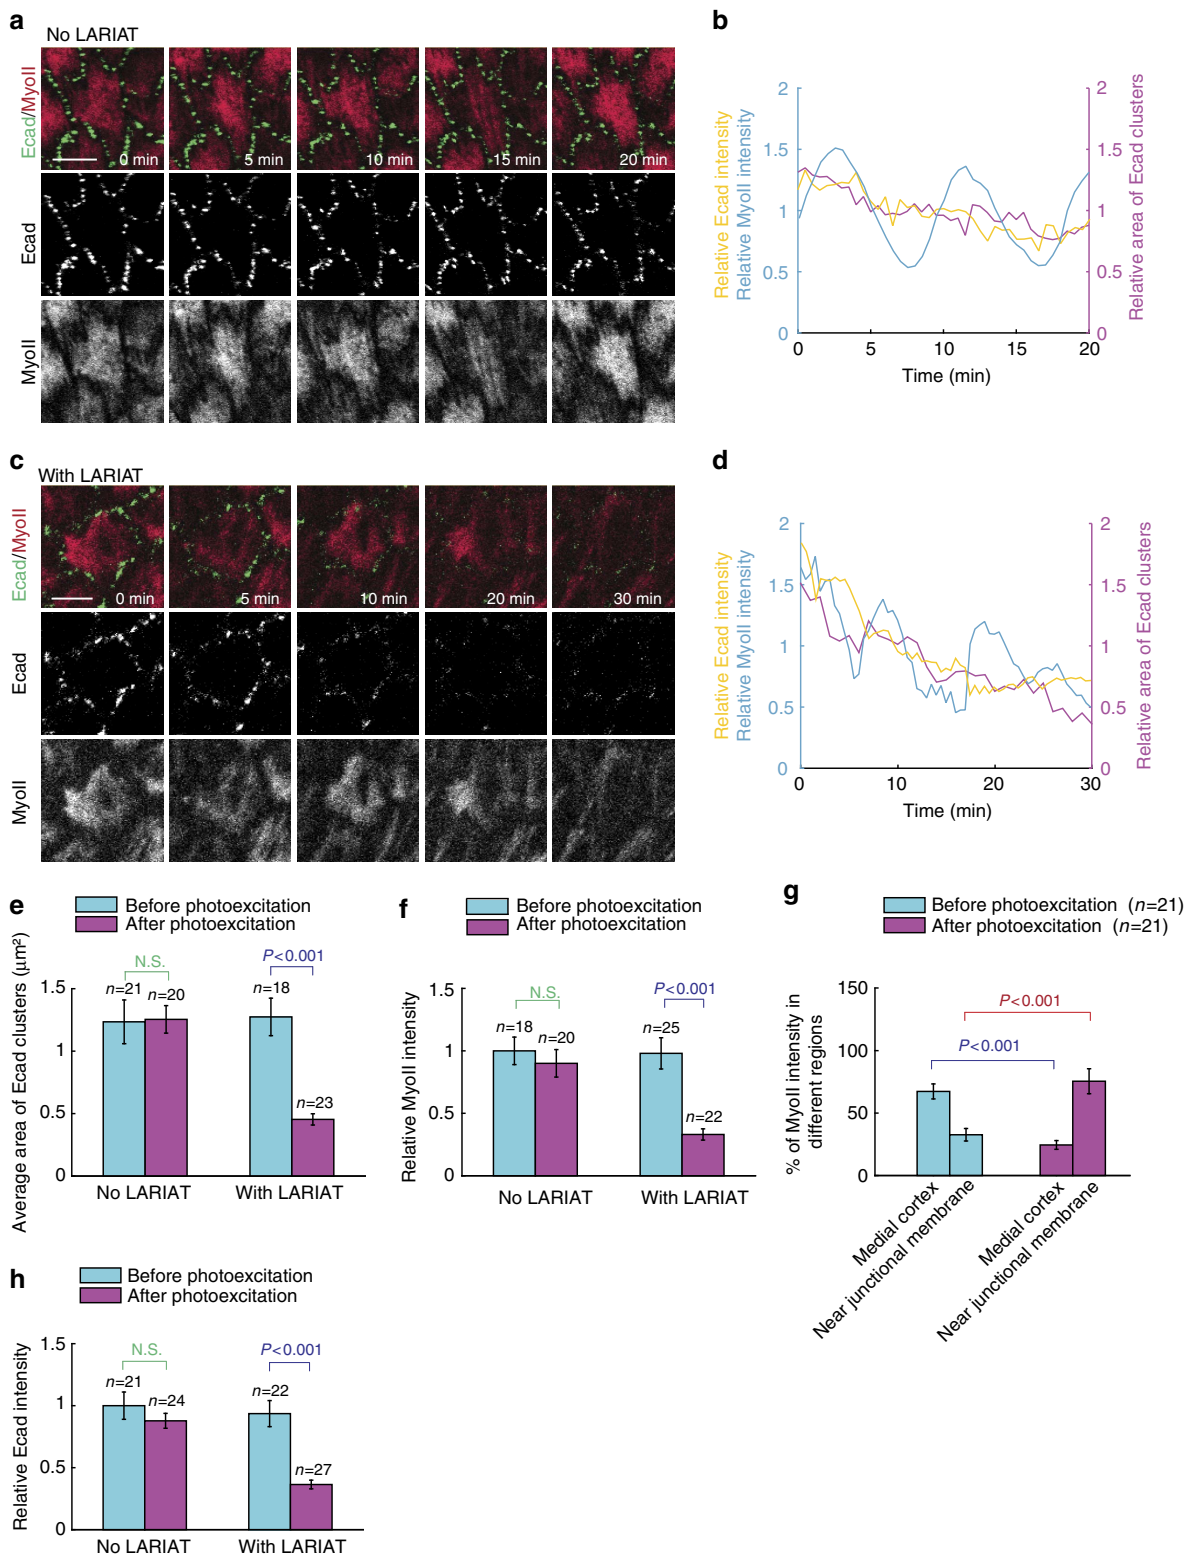 a
No LARIAT
Ecad/MyoII
0 min
5 min
10 min
15 min
20 min
Ecad
MyoII
b
Relative Ecad intensity
Relative MyoII intensity
2
1.5
1
0.5
0
2
1.5
1
0.5
0
Relative area of Ecad clusters
0 5 10 15 20
Time (min)
c
With LARIAT
Ecad/MyoII
0 min
5 min
10 min
20 min
30 min
Ecad
MyoII
d
Relative Ecad intensity
Relative MyoII intensity
2
1.5
1
0.5
0
2
1.5
1
0.5
0
Relative area of Ecad clusters
0 10 20 30
Time (min)
e
Before photoexcitation
After photoexcitation
Average area of Ecad clusters (μm²)
1.5
1
0.5
0
N.S.
n=21
n=20
P<0.001
n=18
n=23
No LARIAT
With LARIAT
f
Before photoexcitation
After photoexcitation
Relative MyoII intensity
1.5
1
0.5
0
N.S.
n=18
n=20
P<0.001
n=25
n=22
No LARIAT
With LARIAT
g
Before photoexcitation (n=21)
After photoexcitation (n=21)
% of MyoII intensity in
different regions
150
100
50
0
P<0.001
P<0.001
Medial cortex
Near junctional membrane
Medial cortex
Near junctional membrane
h
Before photoexcitation
After photoexcitation
Relative Ecad intensity
1.5
1
0.5
0
N.S.
n=21
n=24
P<0.001
n=22
n=27
No LARIAT
With LARIAT